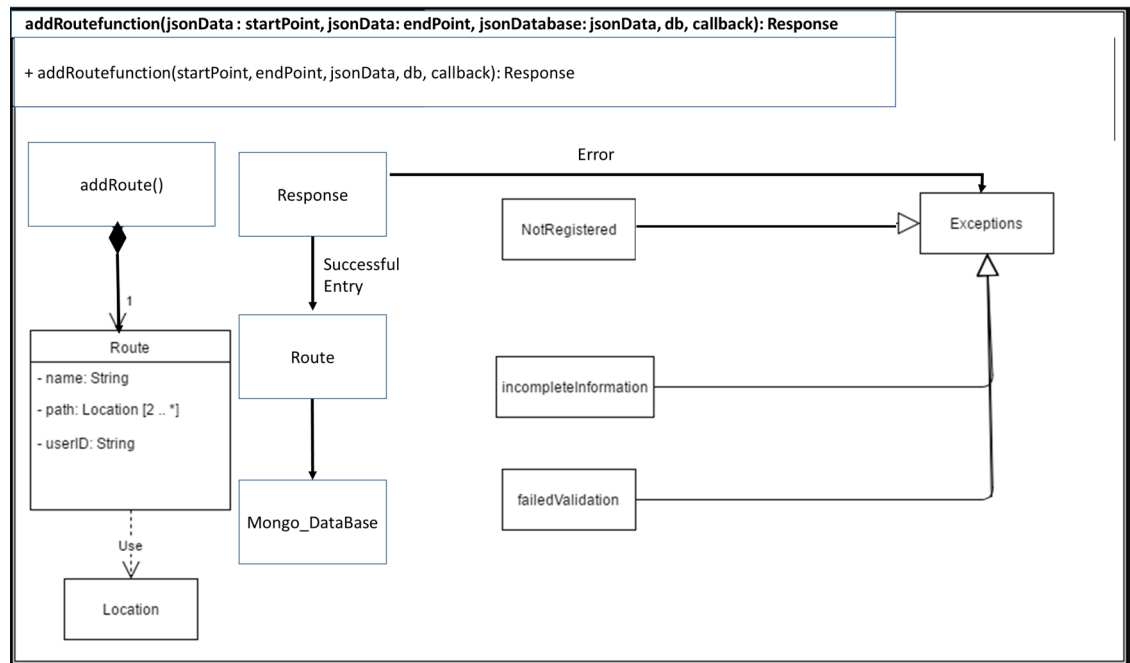 addRoutefunction(jsonData : startPoint, jsonData: endPoint, jsonDatabase: jsonData, db, callback): Response
+ addRoutefunction(startPoint, endPoint, jsonData, db, callback): Response
addRoute()
1
Route
- name: String
- path: Location [2 .. *]
- userID: String
Use
Location
Response
Successful
Entry
Route
Mongo_DataBase
Error
NotRegistered
Exceptions
incompleteInformation
failedValidation